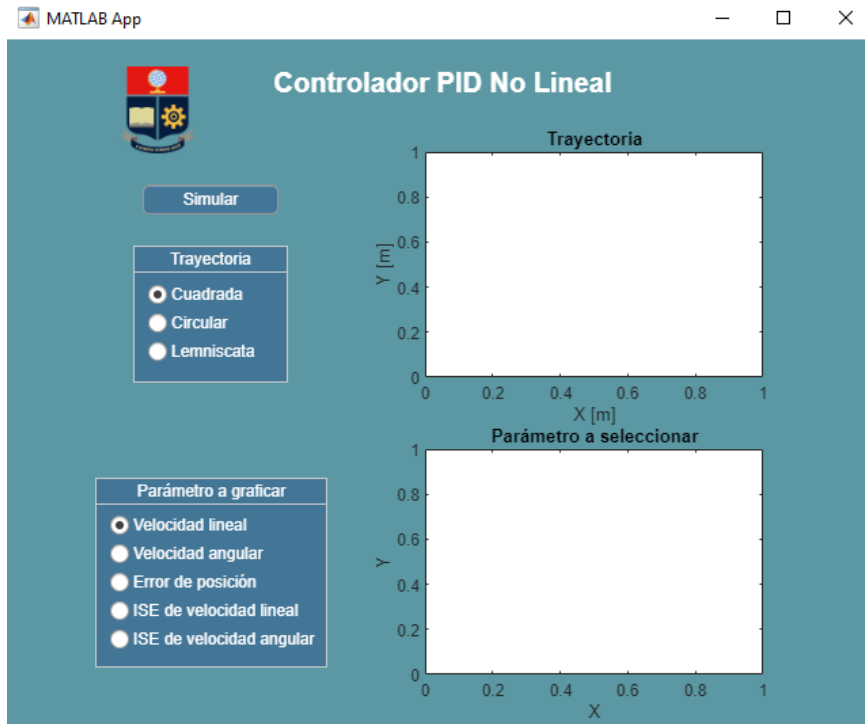 MATLAB App
Controlador PID No Lineal
Simular
Trayectoria
Cuadrada
Circular
Lemniscata
Parámetro a graficar
Velocidad lineal
Velocidad angular
Error de posición
ISE de velocidad lineal
ISE de velocidad angular
Trayectoria
1
0.8
0.6
0.4
0.2
0
Y [m]
0 0.2 0.4 0.6 0.8 1
X [m]
Parámetro a seleccionar
1
0.8
0.6
0.4
0.2
0
Y
0 0.2 0.4 0.6 0.8 1
X